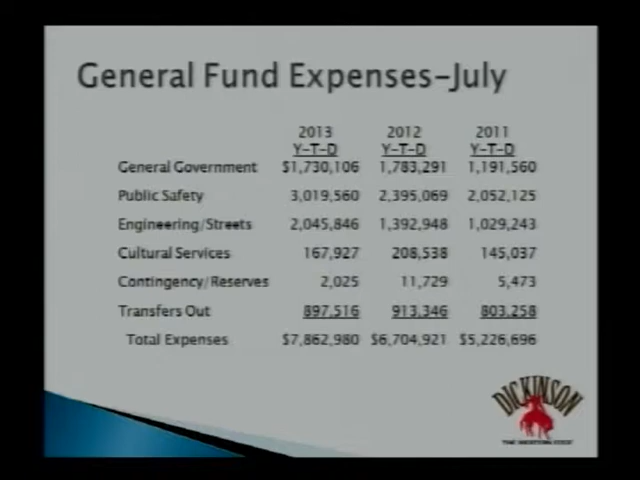 General Fund Expenses-July
2013 2012 2011
Y-T-D Y-T-D Y-T-D
General Government $1,730,106 1,783,291 1,191,560
Public Safety 3,019,560 2,395,069 2,052,125
Engineering/Streets 2,045,846 1,392,948 1,029,243
Cultural Services 167,927 208,538 145,037
Contingency/Reserves 2,025 11,729 5,473
Transfers Out 897,516 913,346 803,258
Total Expenses $7,862,980 $6,704,921 $5,226,696
DICKINSON